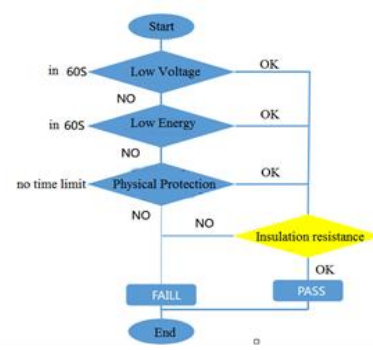 Start
in 60S
Low Voltage
OK
NO
in 60S
Low Energy
OK
NO
no time limit
Physical Protection
OK
NO
NO
Insulation resistance
OK
FAILL
PASS
End